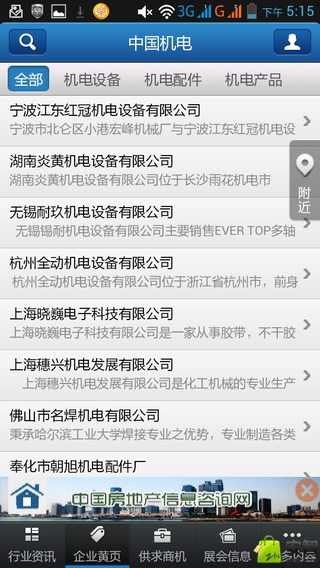 3G G 5:15
中国机电
全部 机电设备 机电配件 机电产品
宁波江东红冠机电设备有限公司
宁波市北仑区小港宏峰机械厂与宁波江东红冠机电设
湖南炎黄机电设备有限公司
湖南炎黄机电设备有限公司位于长沙雨花机电市
附近
无锡耐玖机电设备有限公司
无锡锡耐玖机电设备有限公司主要销售EVER TOP多轴
杭州全动机电设备有限公司
杭州全动机电设备有限公司位于浙江省杭州市，前身
上海晓巍电子科技有限公司
上海晓巍电子科技有限公司是一家从事胶带，不干胶
上海穗兴机电发展有限公司
上海穗兴机电发展有限公司是化工机械的专业生产
佛山市名焊机电有限公司
秉承哈尔滨工业大学焊接专业之优势，专业制造各类
奉化市朝旭机电配件厂
中国房地产信息咨询网
行业资讯 企业黄页 供求商机 展会信息 多内容